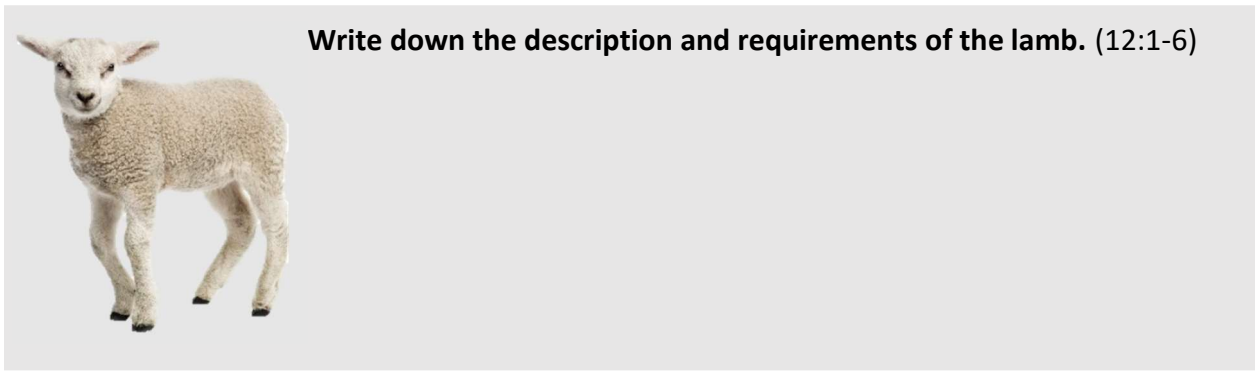 Write down the description and requirements of the lamb. (12:1-6)